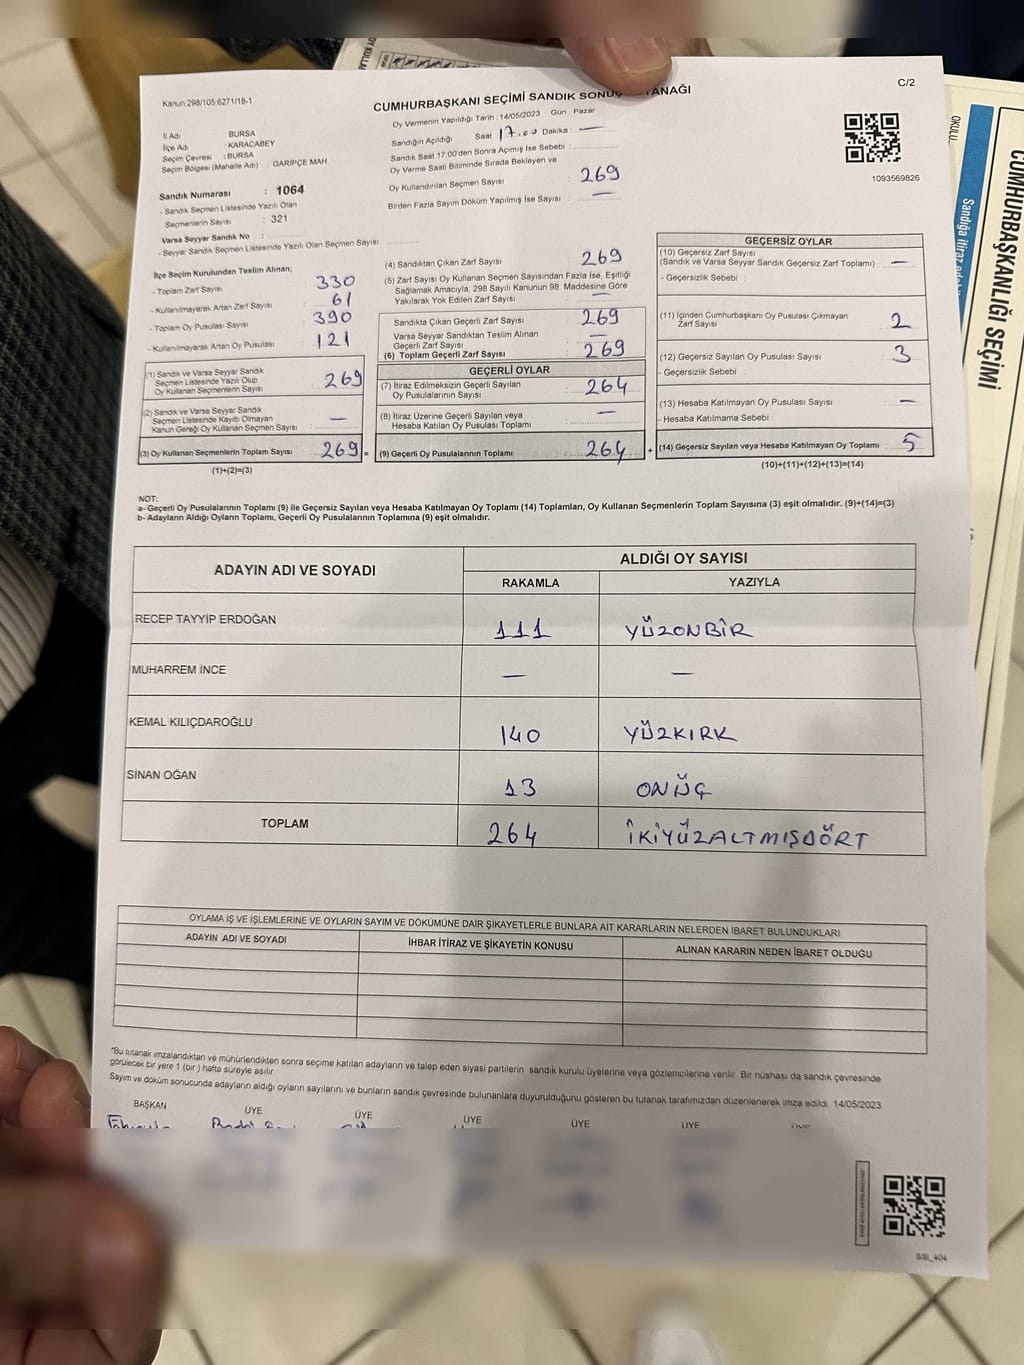 C/2
Kanun:298/105;6271/18-1
CUMHURBAŞKANI SEÇİMİ SANDIK SONUÇ TANAĞI
Oy Vermenin Yapıldığı Tarih : 14/05/2023 Gün : Pazar
İl Adı : BURSA
İlçe Adı : KARACABEY
Seçim Çevresi : BURSA
Seçim Bölgesi (Mahalle Adı) : GARİPÇE MAH
Sandık Numarası : 1064
- Sandık Seçmen Listesinde Yazılı Olan
Seçmenlerin Sayısı : 321
Varsa Seyyar Sandık No :
- Seyyar Sandık Seçmen Listesinde Yazılı Olan Seçmen Sayısı :
Sandığın Açıldığı Saat 17.00 Dakika : —
Sandık Saat 17:00'den Sonra Açımış İse Sebebi :
Oy Verme Saati Bitiminde Sırada Bekleyen ve
Oy Kullandırılan Seçmen Sayısı : 269
Birden Fazla Sayım Döküm Yapılmış İse Sayısı : —
1093569826
İlçe Seçim Kurulundan Teslim Alınan;
- Toplam Zarf Sayısı 330
- Kullanılmayarak Artan Zarf Sayısı 61
- Toplam Oy Pusulası Sayısı 390
- Kullanılmayarak Artan Oy Pusulası 121
(1) Sandık ve Varsa Seyyar Sandık
Seçmen Listesinde Yazılı Olup
Oy Kullanan Seçmenlerin Sayısı 269
(2) Sandık ve Varsa Seyyar Sandık
Seçmen Listesinde Kayıtlı Olmayan
Kanun Gereği Oy Kullanan Seçmen Sayısı : —
(3) Oy Kullanan Seçmenlerin Toplam Sayısı 269 =
(1)+(2)=(3)
(4) Sandıktan Çıkan Zarf Sayısı 269
(5) Zarf Sayısı Oy Kullanan Seçmen Sayısından Fazla İse, Eşitliği
Sağlamak Amacıyla, 298 Sayılı Kanunun 98. Maddesine Göre
Yakılarak Yok Edilen Zarf Sayısı —
Sandıkta Çıkan Geçerli Zarf Sayısı 269
Varsa Seyyar Sandıktan Teslim Alınan
Geçerli Zarf Sayısı
(6) Toplam Geçerli Zarf Sayısı 269
GEÇERLİ OYLAR
(7) İtiraz Edilmeksizin Geçerli Sayılan
Oy Pusulalarının Sayısı 264
(8) İtiraz Üzerine Geçerli Sayılan veya
Hesaba Katılan Oy Pusulası Toplamı —
(9) Geçerli Oy Pusulalarının Toplamı 264 +
GEÇERSİZ OYLAR
(10) Geçersiz Zarf Sayısı
(Sandık ve Varsa Seyyar Sandık Geçersiz Zarf Toplamı) : —
- Geçersizlik Sebebi :
(11) İçinden Cumhurbaşkanı Oy Pusulası Çıkmayan
Zarf Sayısı 2
(12) Geçersiz Sayılan Oy Pusulası Sayısı 3
- Geçersizlik Sebebi :
(13) Hesaba Katılmayan Oy Pusulası Sayısı —
- Hesaba Katılmama Sebebi :
(14) Geçersiz Sayılan veya Hesaba Katılmayan Oy Toplamı 5
(10)+(11)+(12)+(13)=(14)
NOT:
a- Geçerli Oy Pusulalarının Toplamı (9) ile Geçersiz Sayılan veya Hesaba Katılmayan Oy Toplamı (14) Toplamları, Oy Kullanan Seçmenlerin Toplam Sayısına (3) eşit olmalıdır. (9)+(14)=(3)
b- Adayların Aldığı Oyların Toplamı, Geçerli Oy Pusulalarının Toplamına (9) eşit olmalıdır.
ADAYIN ADI VE SOYADI
ALDIĞI OY SAYISI
RAKAMLA YAZIYLA
RECEP TAYYİP ERDOĞAN 111 YÜZONBİR
MUHARREM İNCE — —
KEMAL KILIÇDAROĞLU 140 YÜZKIRK
SİNAN OĞAN 13 ONÜÇ
TOPLAM 264 İKİYÜZALTMIŞDÖRT
OYLAMA İŞ VE İŞLEMLERİNE VE OYLARIN SAYIM VE DÖKÜMÜNE DAİR ŞİKAYETLERLE BUNLARA AİT KARARLARIN NELERDEN İBARET BULUNDUKLARI
ADAYIN ADI VE SOYADI İHBAR İTİRAZ VE ŞİKAYETİN KONUSU ALINAN KARARIN NEDEN İBARET OLDUĞU
*Bu tutanak imzalandıktan ve mühürlendikten sonra seçime katılan adayların ve talep eden siyasi partilerin sandık kurulu üyelerine veya gözlemcilerine verilir. Bir nüshası da sandık çevresinde
görülecek bir yere 1 (bir) hafta süreyle asılır.
Sayım ve döküm sonucunda adayların aldığı oyların sayılarını ve bunların sandık çevresinde bulunanlara duyurulduğunu gösteren bu tutanak tarafımızdan düzenlenerek imza edildi. 14/05/2023
BAŞKAN ÜYE ÜYE ÜYE ÜYE ÜYE ÜYE
SSI_404
OKULU
Sandığa itiraz
CUMHURBAŞKANLIĞI SEÇİMİ
OY KULLA